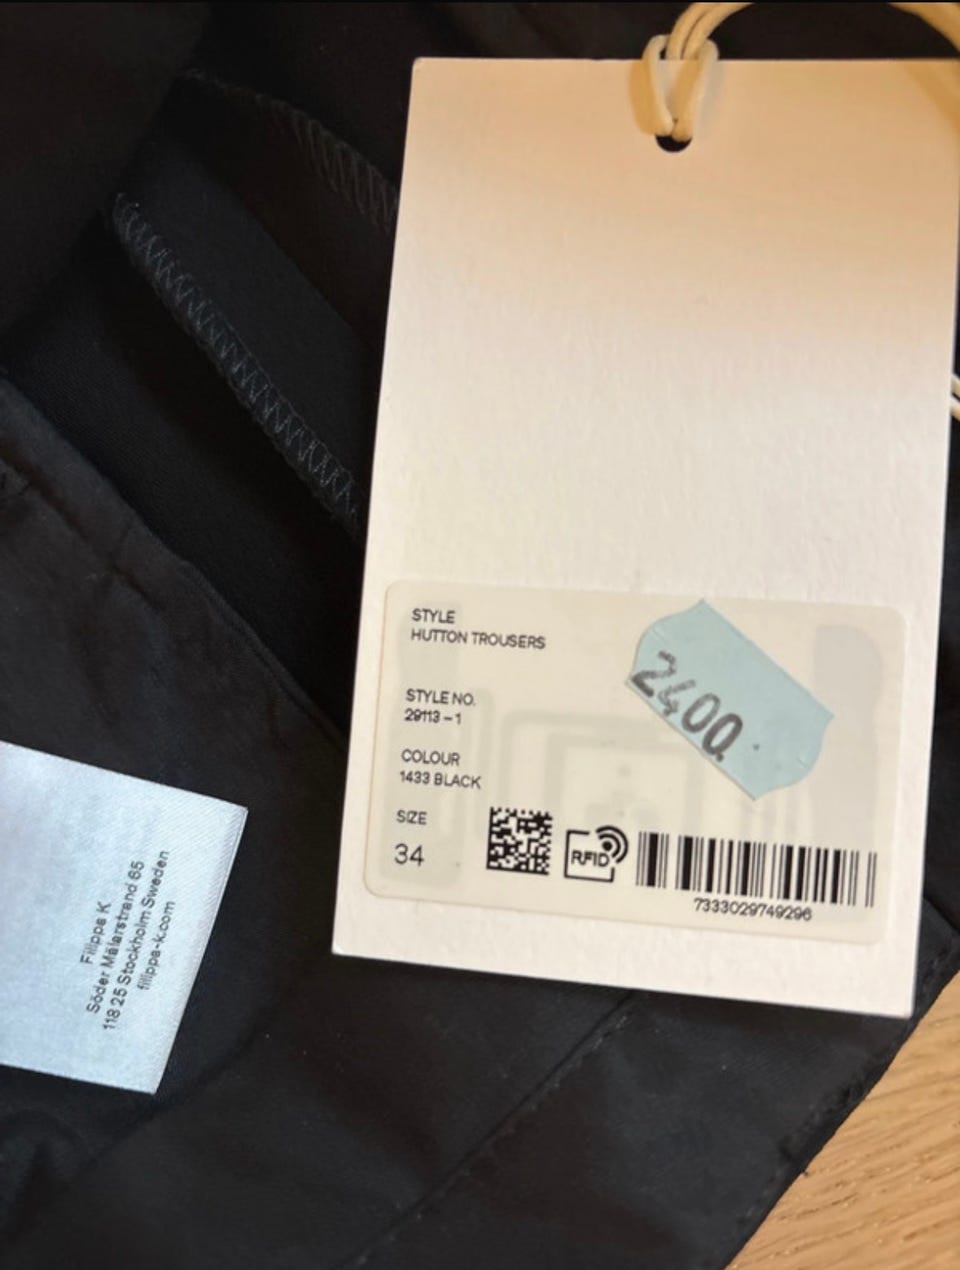 STYLE
HUTTON TROUSERS
2400
STYLE NO.
29113 – 1
COLOUR
1433 BLACK
SIZE
34
RFID
7333029749296
Filippa K
Söder Mälarstrand 65
118 25 Stockholm Sweden
filippa-k.com